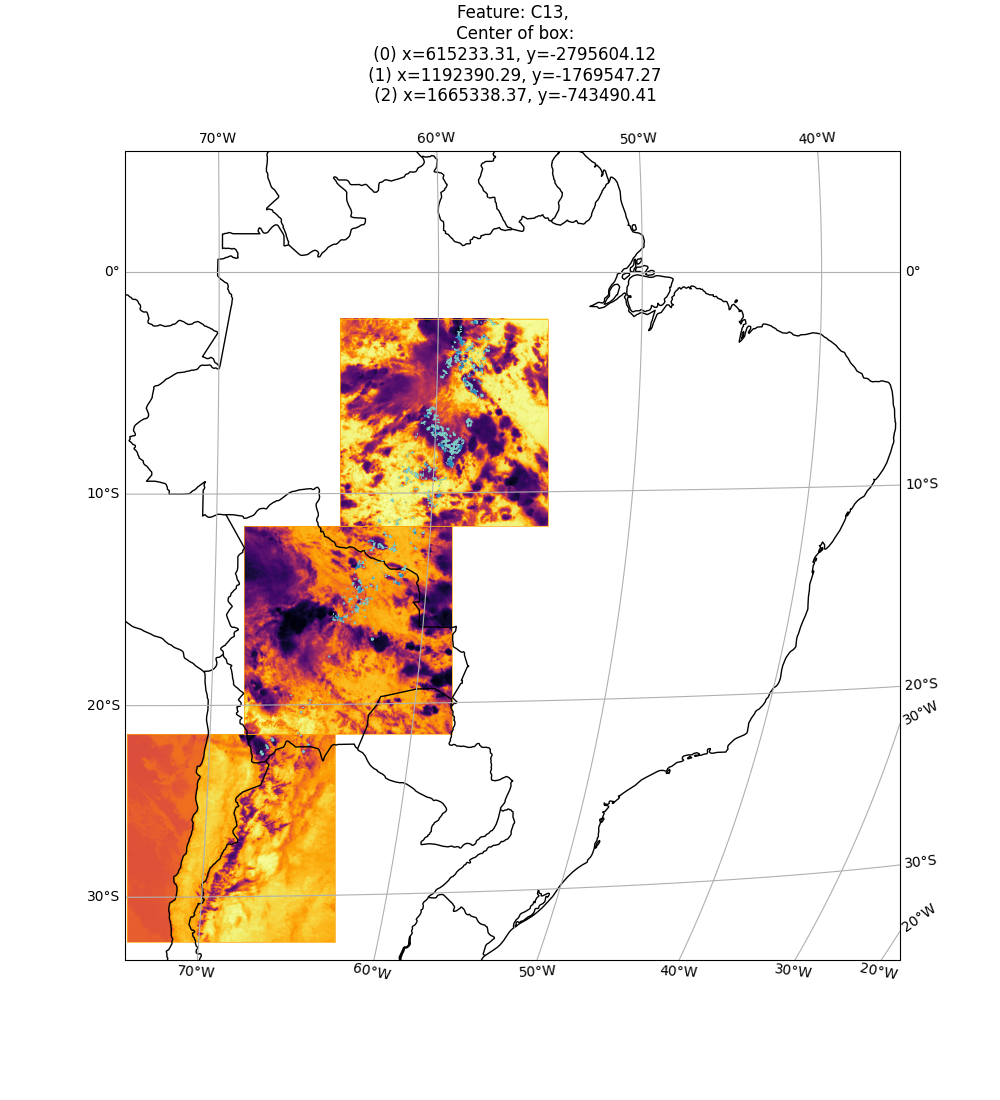 Feature: C13,
Center of box:
(0) x=615233.31, y=-2795604.12
(1) x=1192390.29, y=-1769547.27
(2) x=1665338.37, y=-743490.41
70°W 60°W 50°W 40°W
0° 0°
10°S 10°S
20°S 20°S
30°W
30°S 30°S
20°W
70°W 60°W 50°W 40°W 30°W 20°W